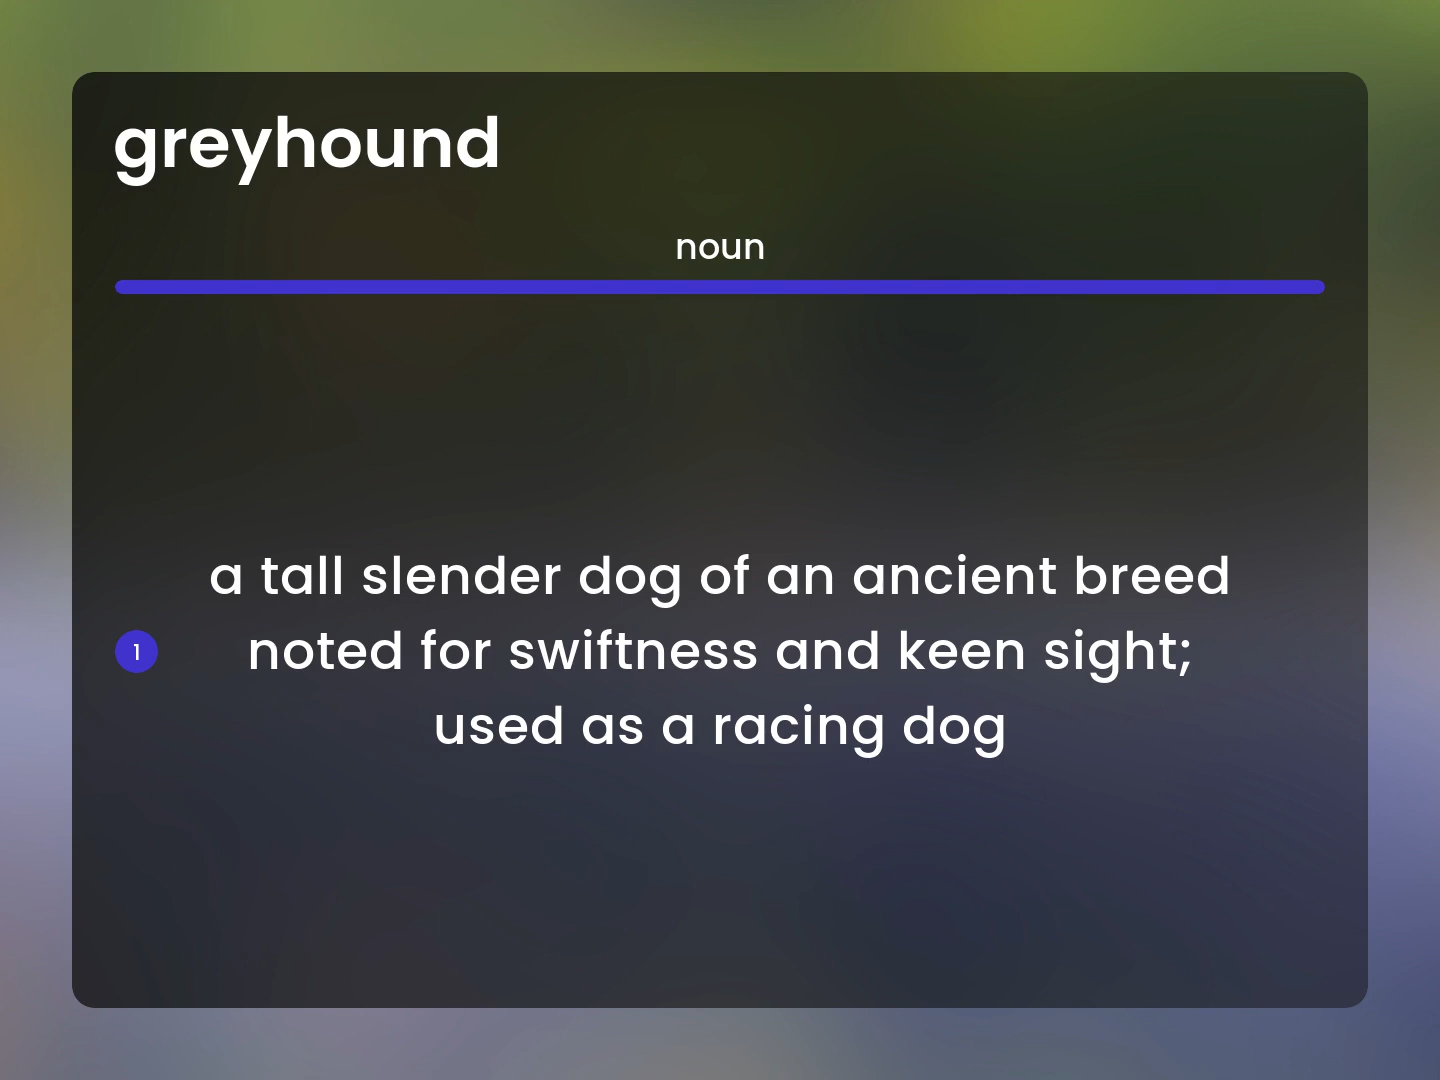 greyhound
noun
a tall slender dog of an ancient breed
1
noted for swiftness and keen sight;
used as a racing dog